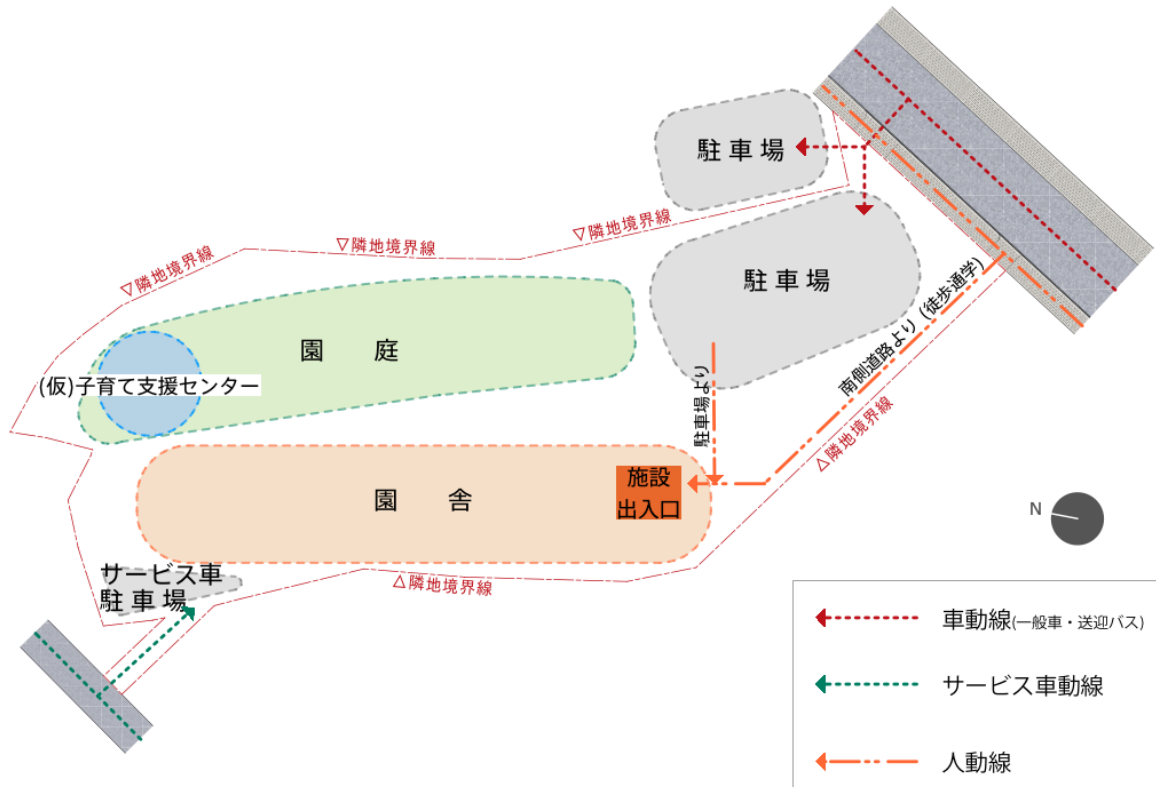 駐車場
▽隣地境界線
▽隣地境界線
▽隣地境界線
駐車場
園庭
(仮)子育て支援センター
駐車場より
南側道路より（徒歩通学）
△隣地境界線
園舎
施設
出入口
N
サービス車
駐車場
△隣地境界線
車動線(一般車・送迎バス)
サービス車動線
人動線